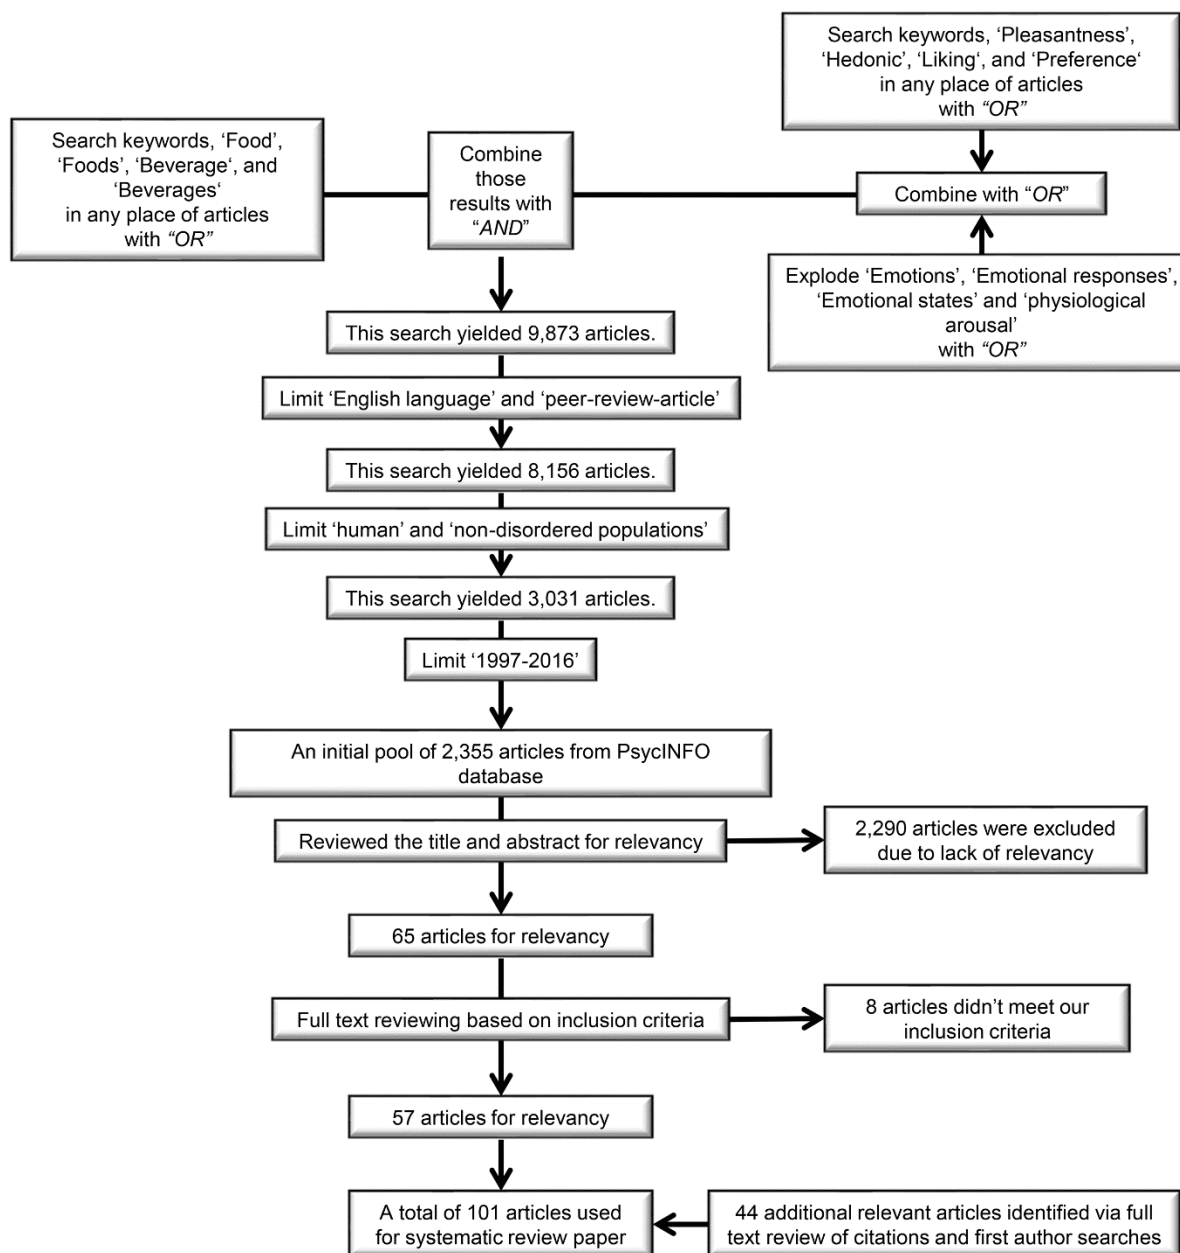 Search keywords, ‘Pleasantness’,
‘Hedonic’, ‘Liking‘, and ‘Preference‘
in any place of articles
with “OR”
Search keywords, ‘Food’,
‘Foods’, ‘Beverage‘, and
‘Beverages‘
in any place of articles
with “OR”
Combine
those
results with
“AND”
Combine with “OR”
Explode ‘Emotions’, ‘Emotional responses’,
‘Emotional states’ and ‘physiological
arousal’
with “OR”
This search yielded 9,873 articles.
Limit ‘English language’ and ‘peer-review-article’
This search yielded 8,156 articles.
Limit ‘human’ and ‘non-disordered populations’
This search yielded 3,031 articles.
Limit ‘1997-2016’
An initial pool of 2,355 articles from PsycINFO
database
Reviewed the title and abstract for relevancy
2,290 articles were excluded
due to lack of relevancy
65 articles for relevancy
Full text reviewing based on inclusion criteria
8 articles didn’t meet our
inclusion criteria
57 articles for relevancy
A total of 101 articles used
for systematic review paper
44 additional relevant articles identified via full
text review of citations and first author searches